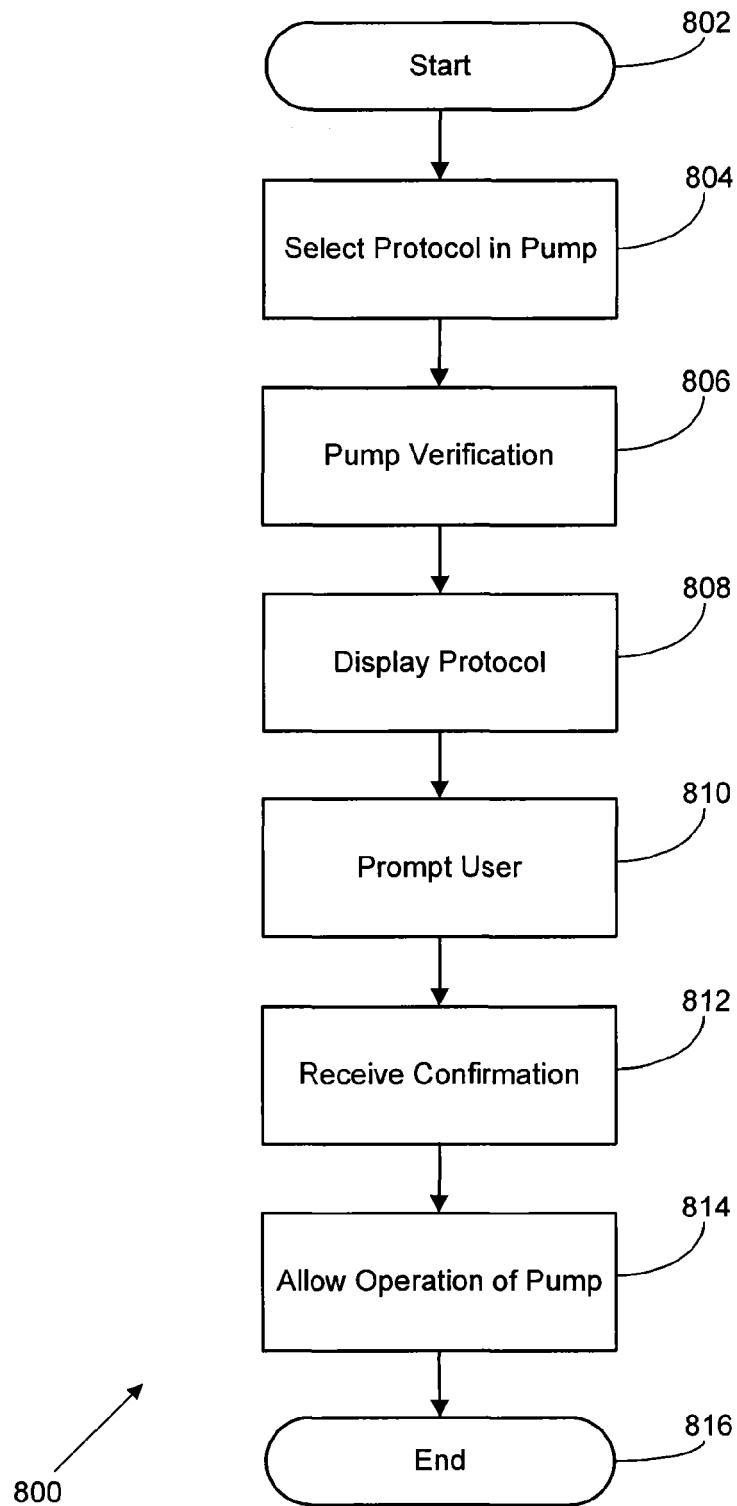 802
Start
804
Select Protocol in Pump
806
Pump Verification
808
Display Protocol
810
Prompt User
812
Receive Confirmation
814
Allow Operation of Pump
816
End
800